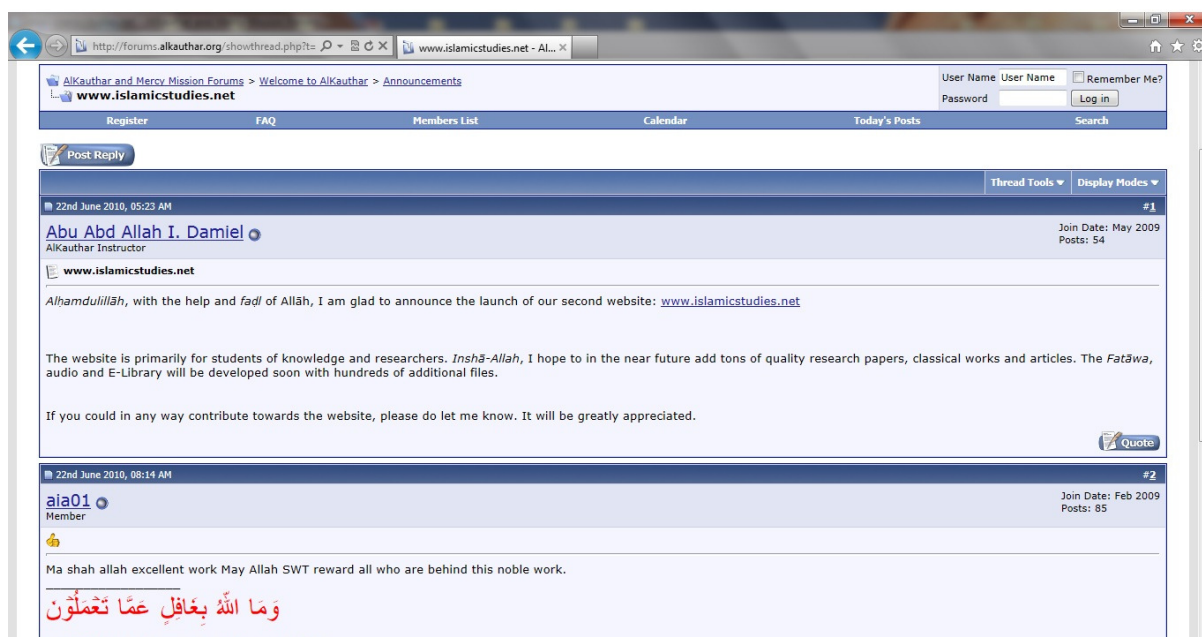 http://forums.alkauthar.org/showthread.php?t=
www.islamicstudies.net - Al...
AlKauthar and Mercy Mission Forums > Welcome to AlKauthar > Announcements
www.islamicstudies.net
User Name User Name Remember Me?
Password Log in
Register FAQ Members List Calendar Today's Posts Search
Post Reply
Thread Tools Display Modes
22nd June 2010, 05:23 AM #1
Abu Abd Allah I. Damiel
AlKauthar Instructor
Join Date: May 2009
Posts: 54
www.islamicstudies.net
Alḥamdulillāh, with the help and faḍl of Allāh, I am glad to announce the launch of our second website: www.islamicstudies.net
The website is primarily for students of knowledge and researchers. Inshā-Allah, I hope to in the near future add tons of quality research papers, classical works and articles. The Fatāwa,
audio and E-Library will be developed soon with hundreds of additional files.
If you could in any way contribute towards the website, please do let me know. It will be greatly appreciated.
Quote
22nd June 2010, 08:14 AM #2
aia01
Member
Join Date: Feb 2009
Posts: 85
Ma shah allah excellent work May Allah SWT reward all who are behind this noble work.
وَمَا اللّهُ بِغَافِلٍ عَمَّا تَعْمَلُوْنَ